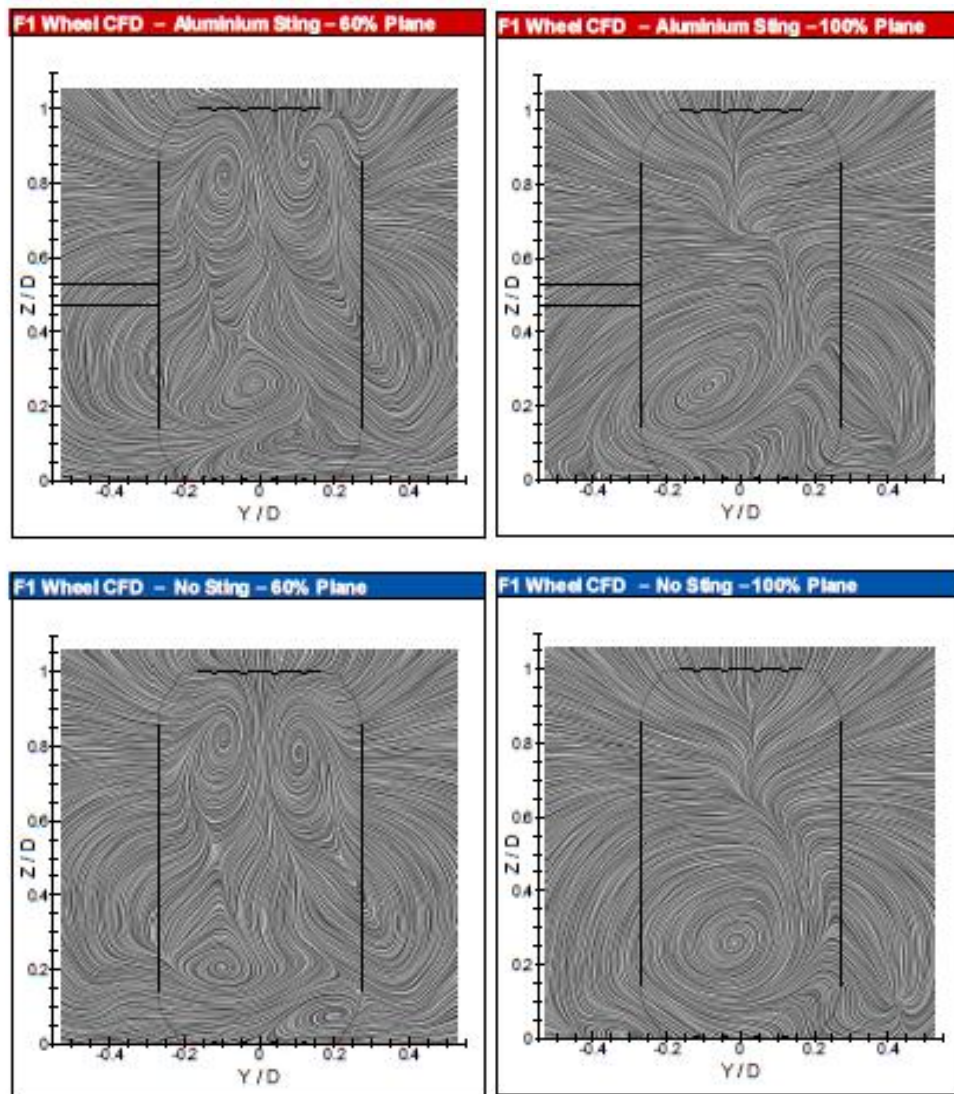 F1 Wheel CFD – Aluminium Sting – 60% Plane
Z / D
1
0.8
0.6
0.4
0.2
0
-0.4 -0.2 0 0.2 0.4
Y / D
F1 Wheel CFD – Aluminium Sting – 100% Plane
Z / D
1
0.8
0.6
0.4
0.2
0
-0.4 -0.2 0 0.2 0.4
Y / D
F1 Wheel CFD – No Sting – 60% Plane
Z / D
1
0.8
0.6
0.4
0.2
0
-0.4 -0.2 0 0.2 0.4
Y / D
F1 Wheel CFD – No Sting – 100% Plane
Z / D
1
0.8
0.6
0.4
0.2
0
-0.4 -0.2 0 0.2 0.4
Y / D